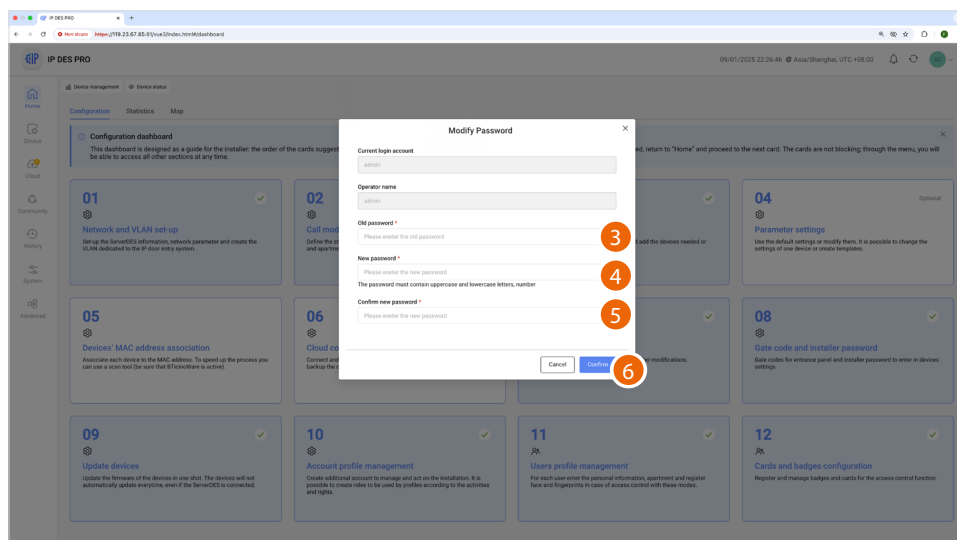 IP DES PRO
Non sicuro https://119.23.67.85:81/vue3/index.html#/dashboard
IP DES PRO
09/01/2025 22:26:46 Asia/Shanghai, UTC +08:00
Device management Device status
Configuration Statistics Map
Home
Device
Cloud
Community
History
System
Advanced
Configuration dashboard
This dashboard is designed as a guide for the installer: the order of the cards suggest
ed, return to "Home" and proceed to the next card. The cards are not blocking; through the menu, you will
be able to access all other sections at any time.
Modify Password
Current login account
admin
Operator name
admin
Old password *
Please eneter the old password
3
New password *
Please eneter the new password
4
The password must contain uppercase and lowercase letters, number
Confirm new password *
Please eneter the new password
5
Cancel Confirm
6
01
Network and VLAN set-up
Set-up the ServerDES information, network parameter and create the
VLAN dedicated to the IP door entry system.
02
Call mod
Define the st
and apartme
add the devices needed or
04 Optional
Parameter settings
Use the default settings or modify them. It is possible to change the
settings of one device or create templates.
05
Devices' MAC address association
Associate each device to the MAC address. To speed up the process you
can use a scan tool (be sure that BTicinoWare is active).
06
Cloud co
Connect and
backup the c
or modifications.
08
Gate code and installer password
Gate codes for entrance panel and installer password to enter in devices
settings
09
Update devices
Update the firmware of the devices in one shot. The devices will not
automatically update everytime, even if the ServerDES is connected.
10
Account profile management
Create additional account to manage and act on the installation. It is
possible to create roles to be used by profiles according to the activities
and rights.
11
Users profile management
For each user enter the personal information, apartment and register
face and fingerprints in case of access control with these modes.
12
Cards and badges configuration
Register and manage badges and cards for the access control function.